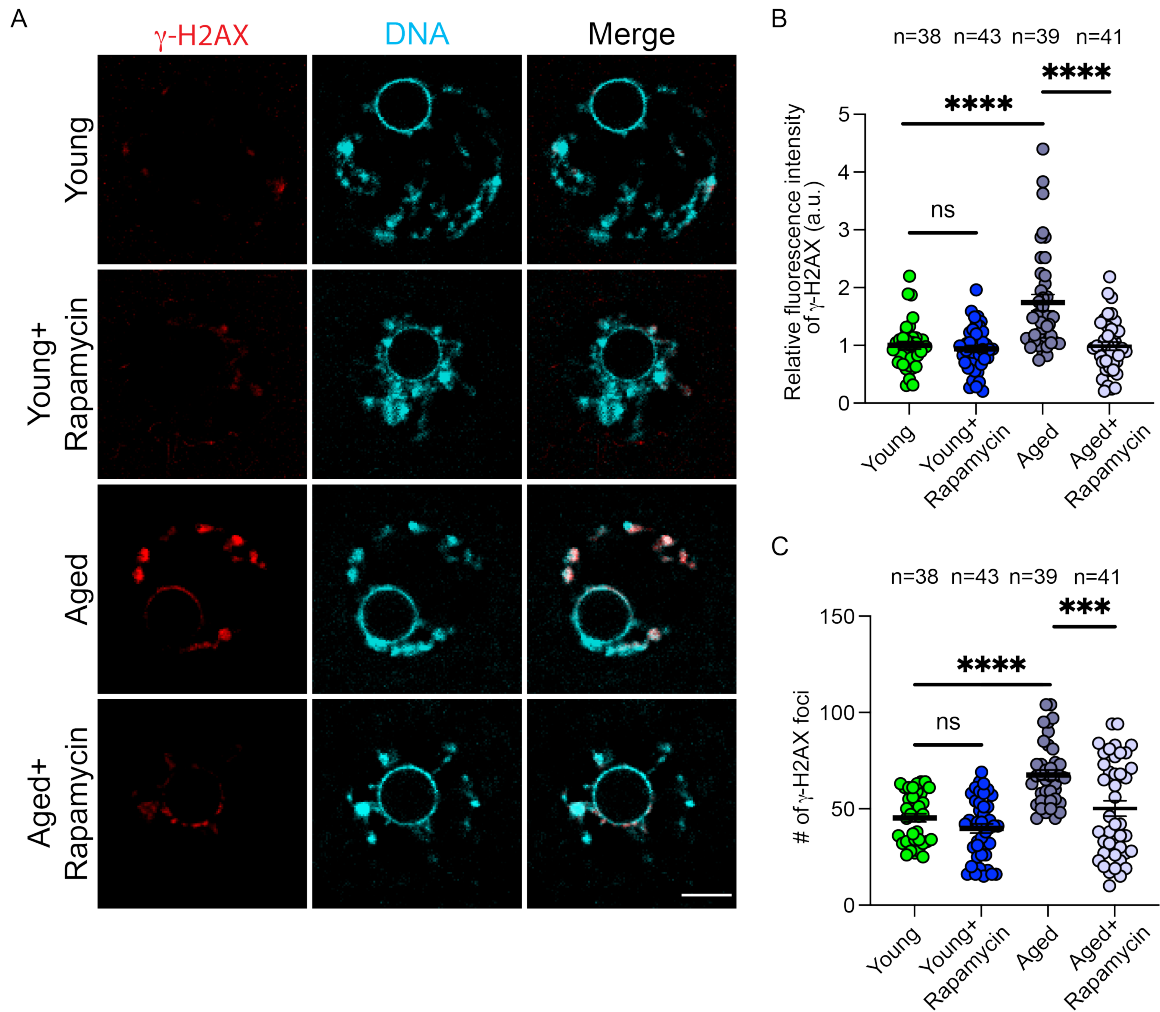 A
γ-H2AX
DNA
Merge
Young
Young+
Rapamycin
Aged
Aged+
Rapamycin
B
n=38 n=43 n=39 n=41
****
****
ns
Relative fluorescence intensity
of γ-H2AX (a.u.)
5
4
3
2
1
0
Young
Young+
Rapamycin
Aged
Aged+
Rapamycin
C
n=38 n=43 n=39 n=41
***
****
ns
# of γ-H2AX foci
150
100
50
0
Young
Young+
Rapamycin
Aged
Aged+
Rapamycin